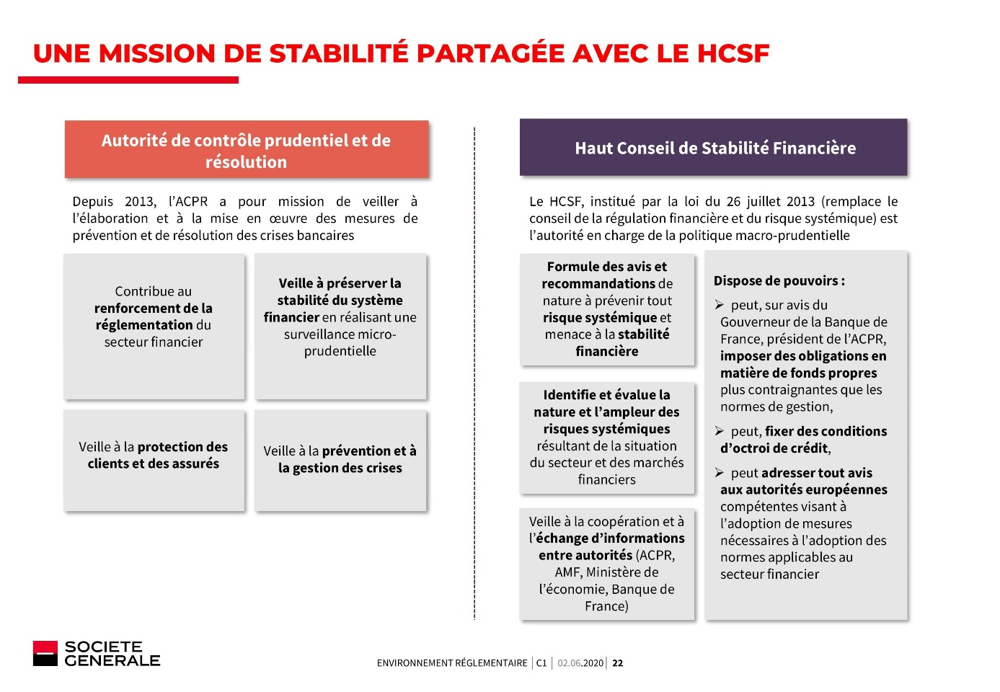 UNE MISSION DE STABILITÉ PARTAGÉE AVEC LE HCSF
Autorité de contrôle prudentiel et de
résolution
Depuis 2013, l’ACPR a pour mission de veiller à
l’élaboration et à la mise en œuvre des mesures de
prévention et de résolution des crises bancaires
Contribue au
renforcement de la
réglementation du
secteur financier
Veille à préserver la
stabilité du système
financier en réalisant une
surveillance micro-
prudentielle
Veille à la protection des
clients et des assurés
Veille à la prévention et à
la gestion des crises
Haut Conseil de Stabilité Financière
Le HCSF, institué par la loi du 26 juillet 2013 (remplace le
conseil de la régulation financière et du risque systémique) est
l’autorité en charge de la politique macro-prudentielle
Formule des avis et
recommandations de
nature à prévenir tout
risque systémique et
menace à la stabilité
financière
Identifie et évalue la
nature et l’ampleur des
risques systémiques
résultant de la situation
du secteur et des marchés
financiers
Veille à la coopération et à
l’échange d’informations
entre autorités (ACPR,
AMF, Ministère de
l’économie, Banque de
France)
Dispose de pouvoirs :
➢ peut, sur avis du
Gouverneur de la Banque de
France, président de l’ACPR,
imposer des obligations en
matière de fonds propres
plus contraignantes que les
normes de gestion,
➢ peut, fixer des conditions
d’octroi de crédit,
➢ peut adresser tout avis
aux autorités européennes
compétentes visant à
l’adoption de mesures
nécessaires à l’adoption des
normes applicables au
secteur financier
SOCIETE
GENERALE
ENVIRONNEMENT RÉGLEMENTAIRE | C1 | 02.06.2020 | 22